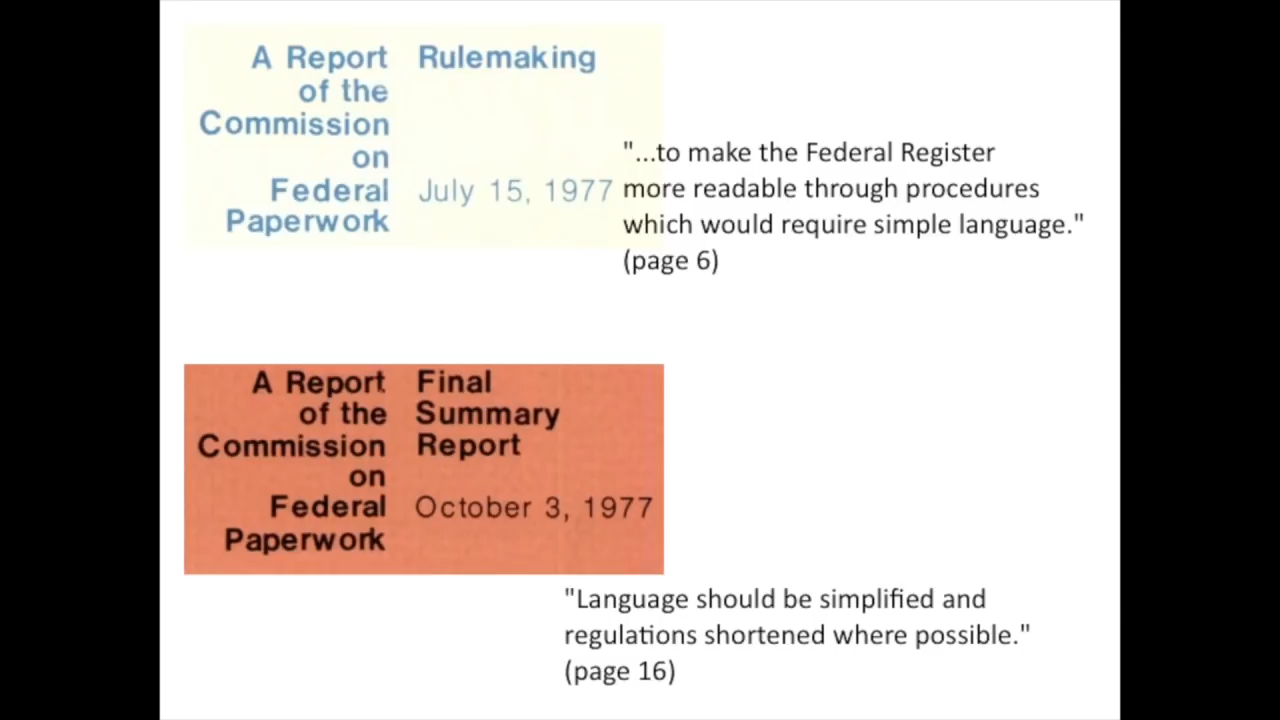 A Report
of the
Commission
on
Federal
Paperwork
Rulemaking
July 15, 1977
"...to make the Federal Register
more readable through procedures
which would require simple language."
(page 6)
A Report
of the
Commission
on
Federal
Paperwork
Final
Summary
Report
October 3, 1977
"Language should be simplified and
regulations shortened where possible."
(page 16)